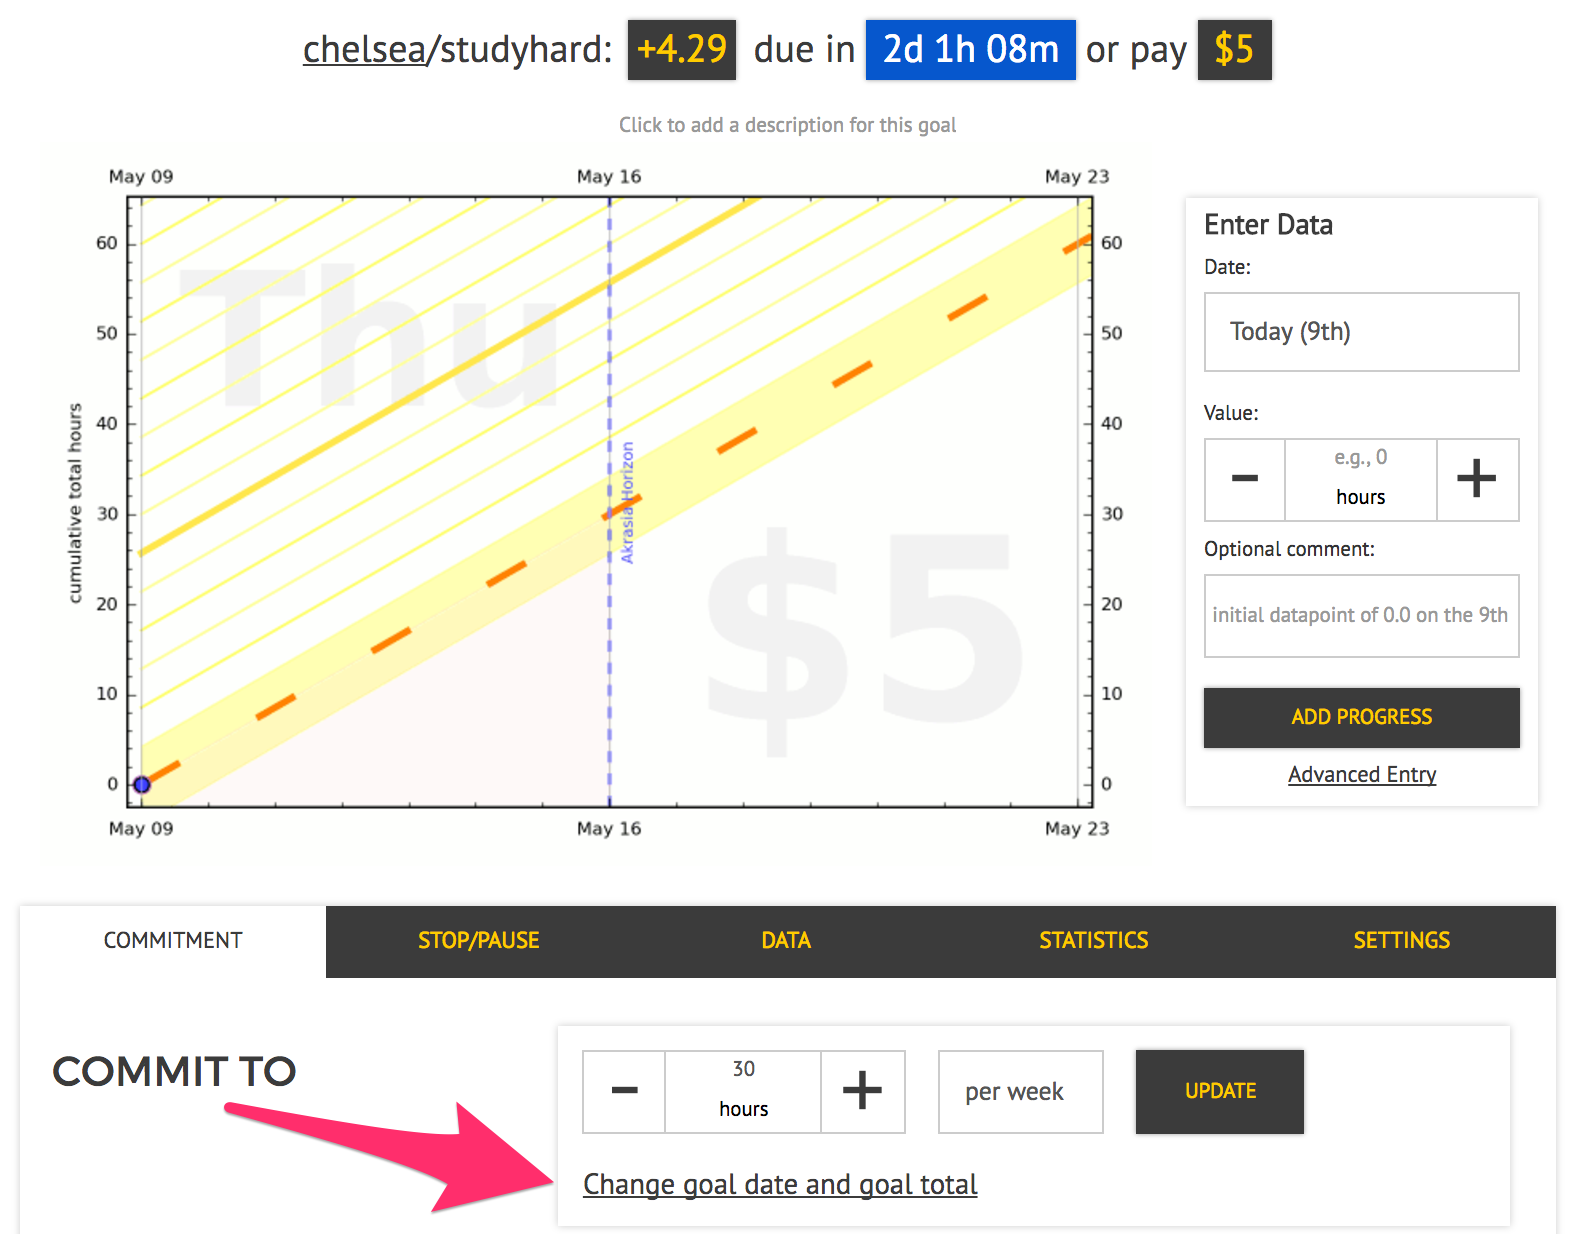 chelsea/studyhard: +4.29 due in 2d 1h 08m or pay $5
Click to add a description for this goal
May 09 May 16 May 23
Thu
$5
cumulative total hours
60
50
40
30
20
10
0
Akrasia Horizon
60
50
40
30
20
10
0
May 09 May 16 May 23
Enter Data
Date:
Today (9th)
Value:
e.g., 0
− hours +
Optional comment:
initial datapoint of 0.0 on the 9th
ADD PROGRESS
Advanced Entry
COMMITMENT STOP/PAUSE DATA STATISTICS SETTINGS
COMMIT TO
30
− hours + per week UPDATE
Change goal date and goal total